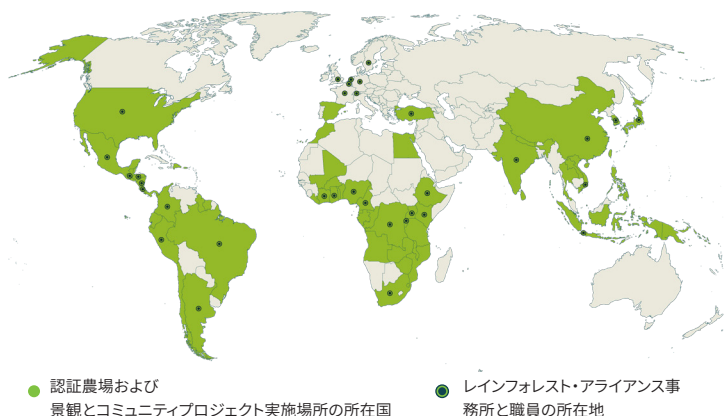 認証農場および
景観とコミュニティプロジェクト実施場所の所在国
レインフォレスト・アライアンス事
務所と職員の所在地